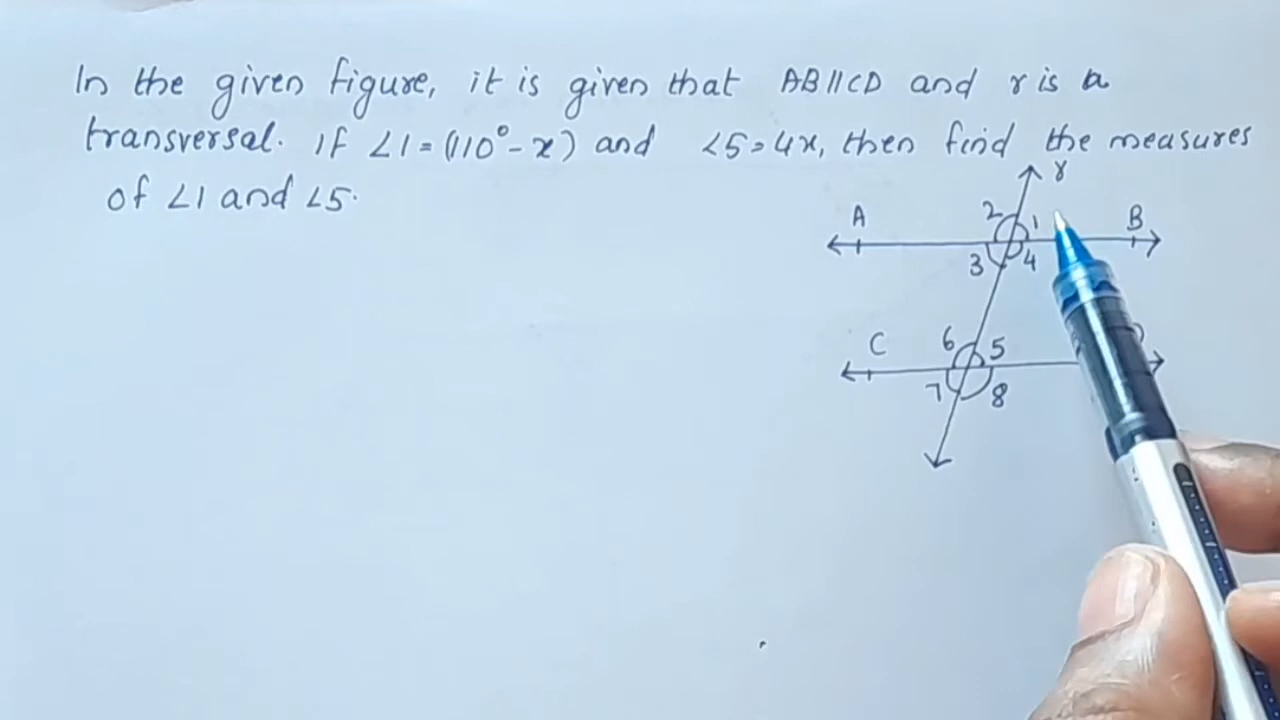 In the given figure, it is given that AB||CD and r is a
transversal. If ∠1 = (110° - x) and ∠5 = 4x, then find the measures
of ∠1 and ∠5.
r
2 1
A B
3 4
6 5
C
7 8